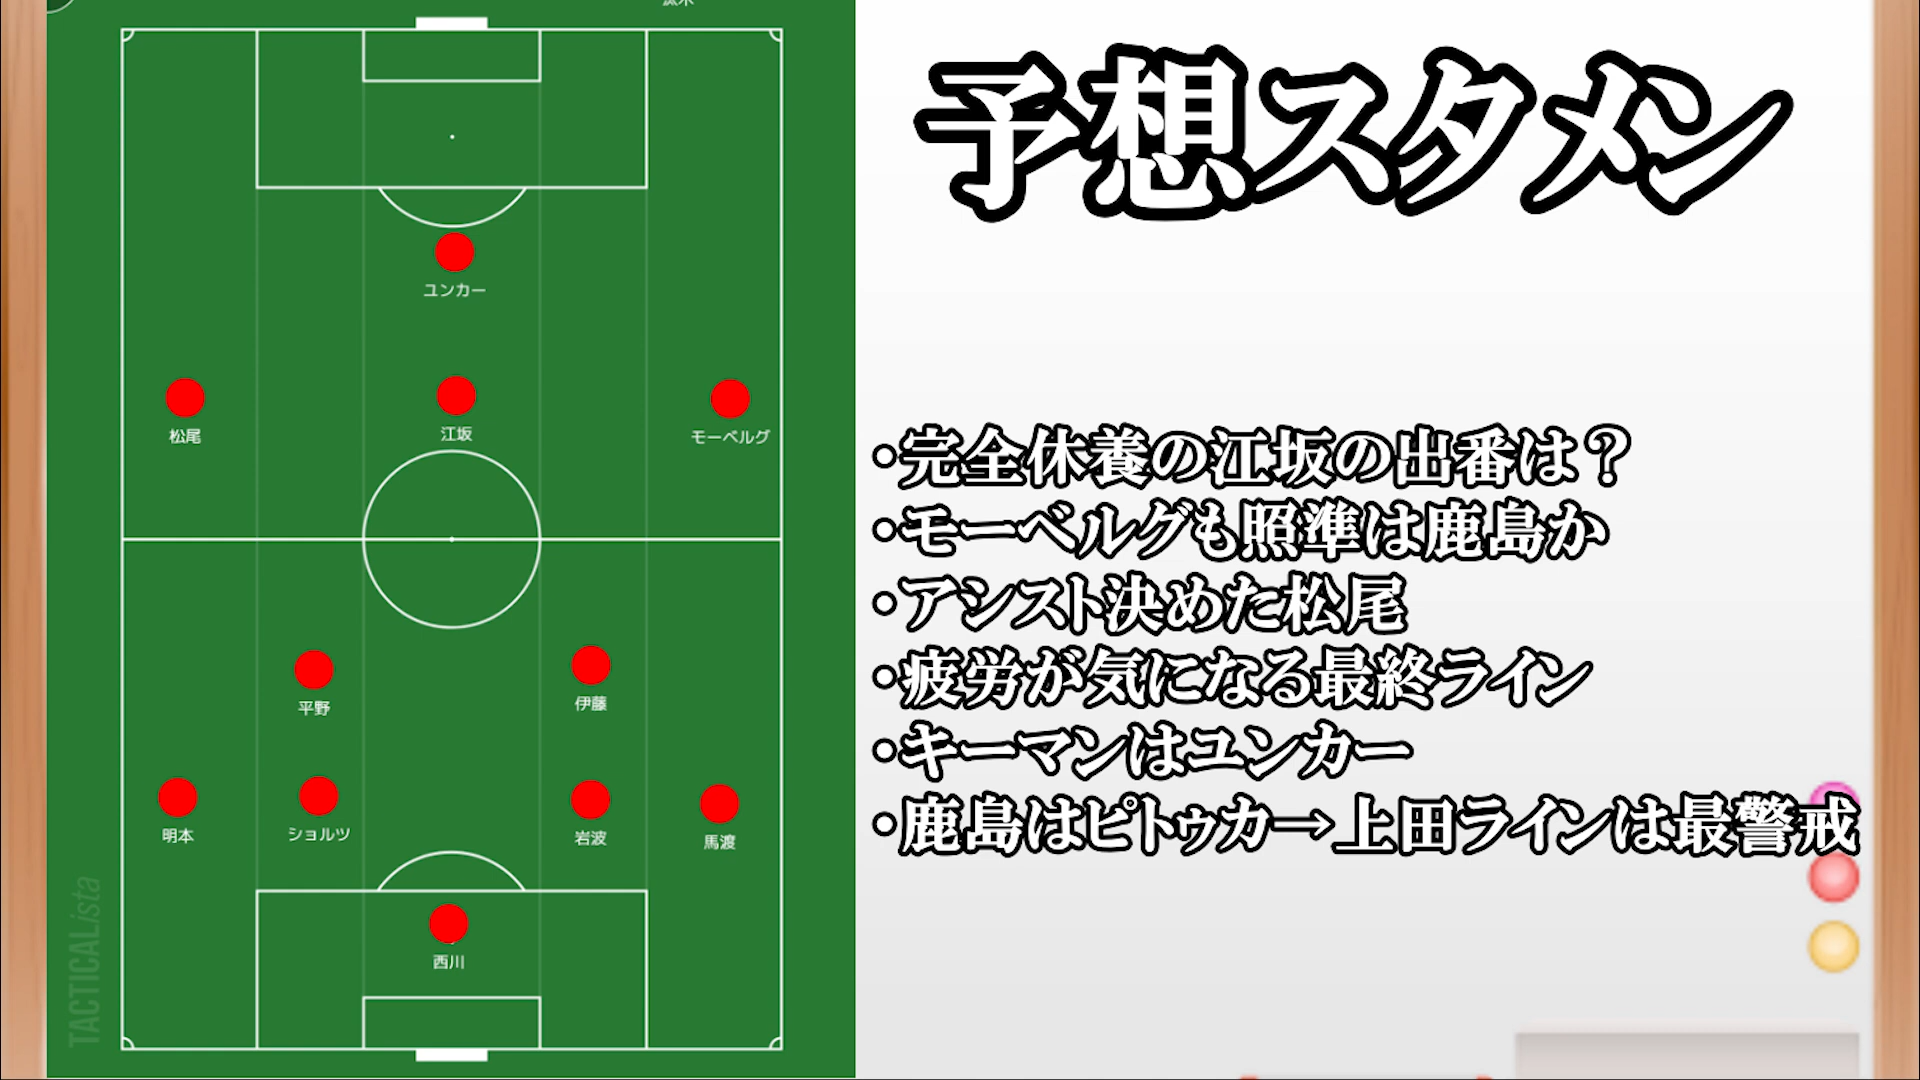 予想スタメン
ユンカー
松尾
江坂
モーベルグ
平野
伊藤
明本
ショルツ
岩波
馬渡
西川
TACTICALista
・完全休養の江坂の出番は？
・モーベルグも照準は鹿島か
・アシスト決めた松尾
・疲労が気になる最終ライン
・キーマンはユンカー
・鹿島はピトゥカ→上田ラインは最警戒